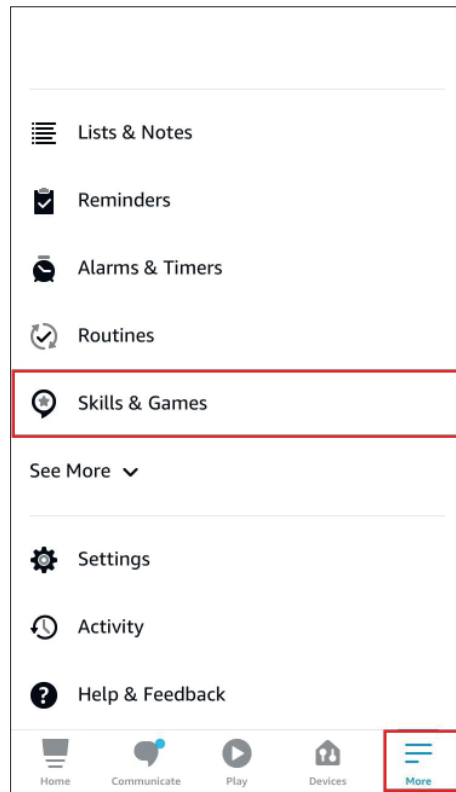 Lists & Notes
Reminders
Alarms & Timers
Routines
Skills & Games
See More
Settings
Activity
Help & Feedback
Home Communicate Play Devices More